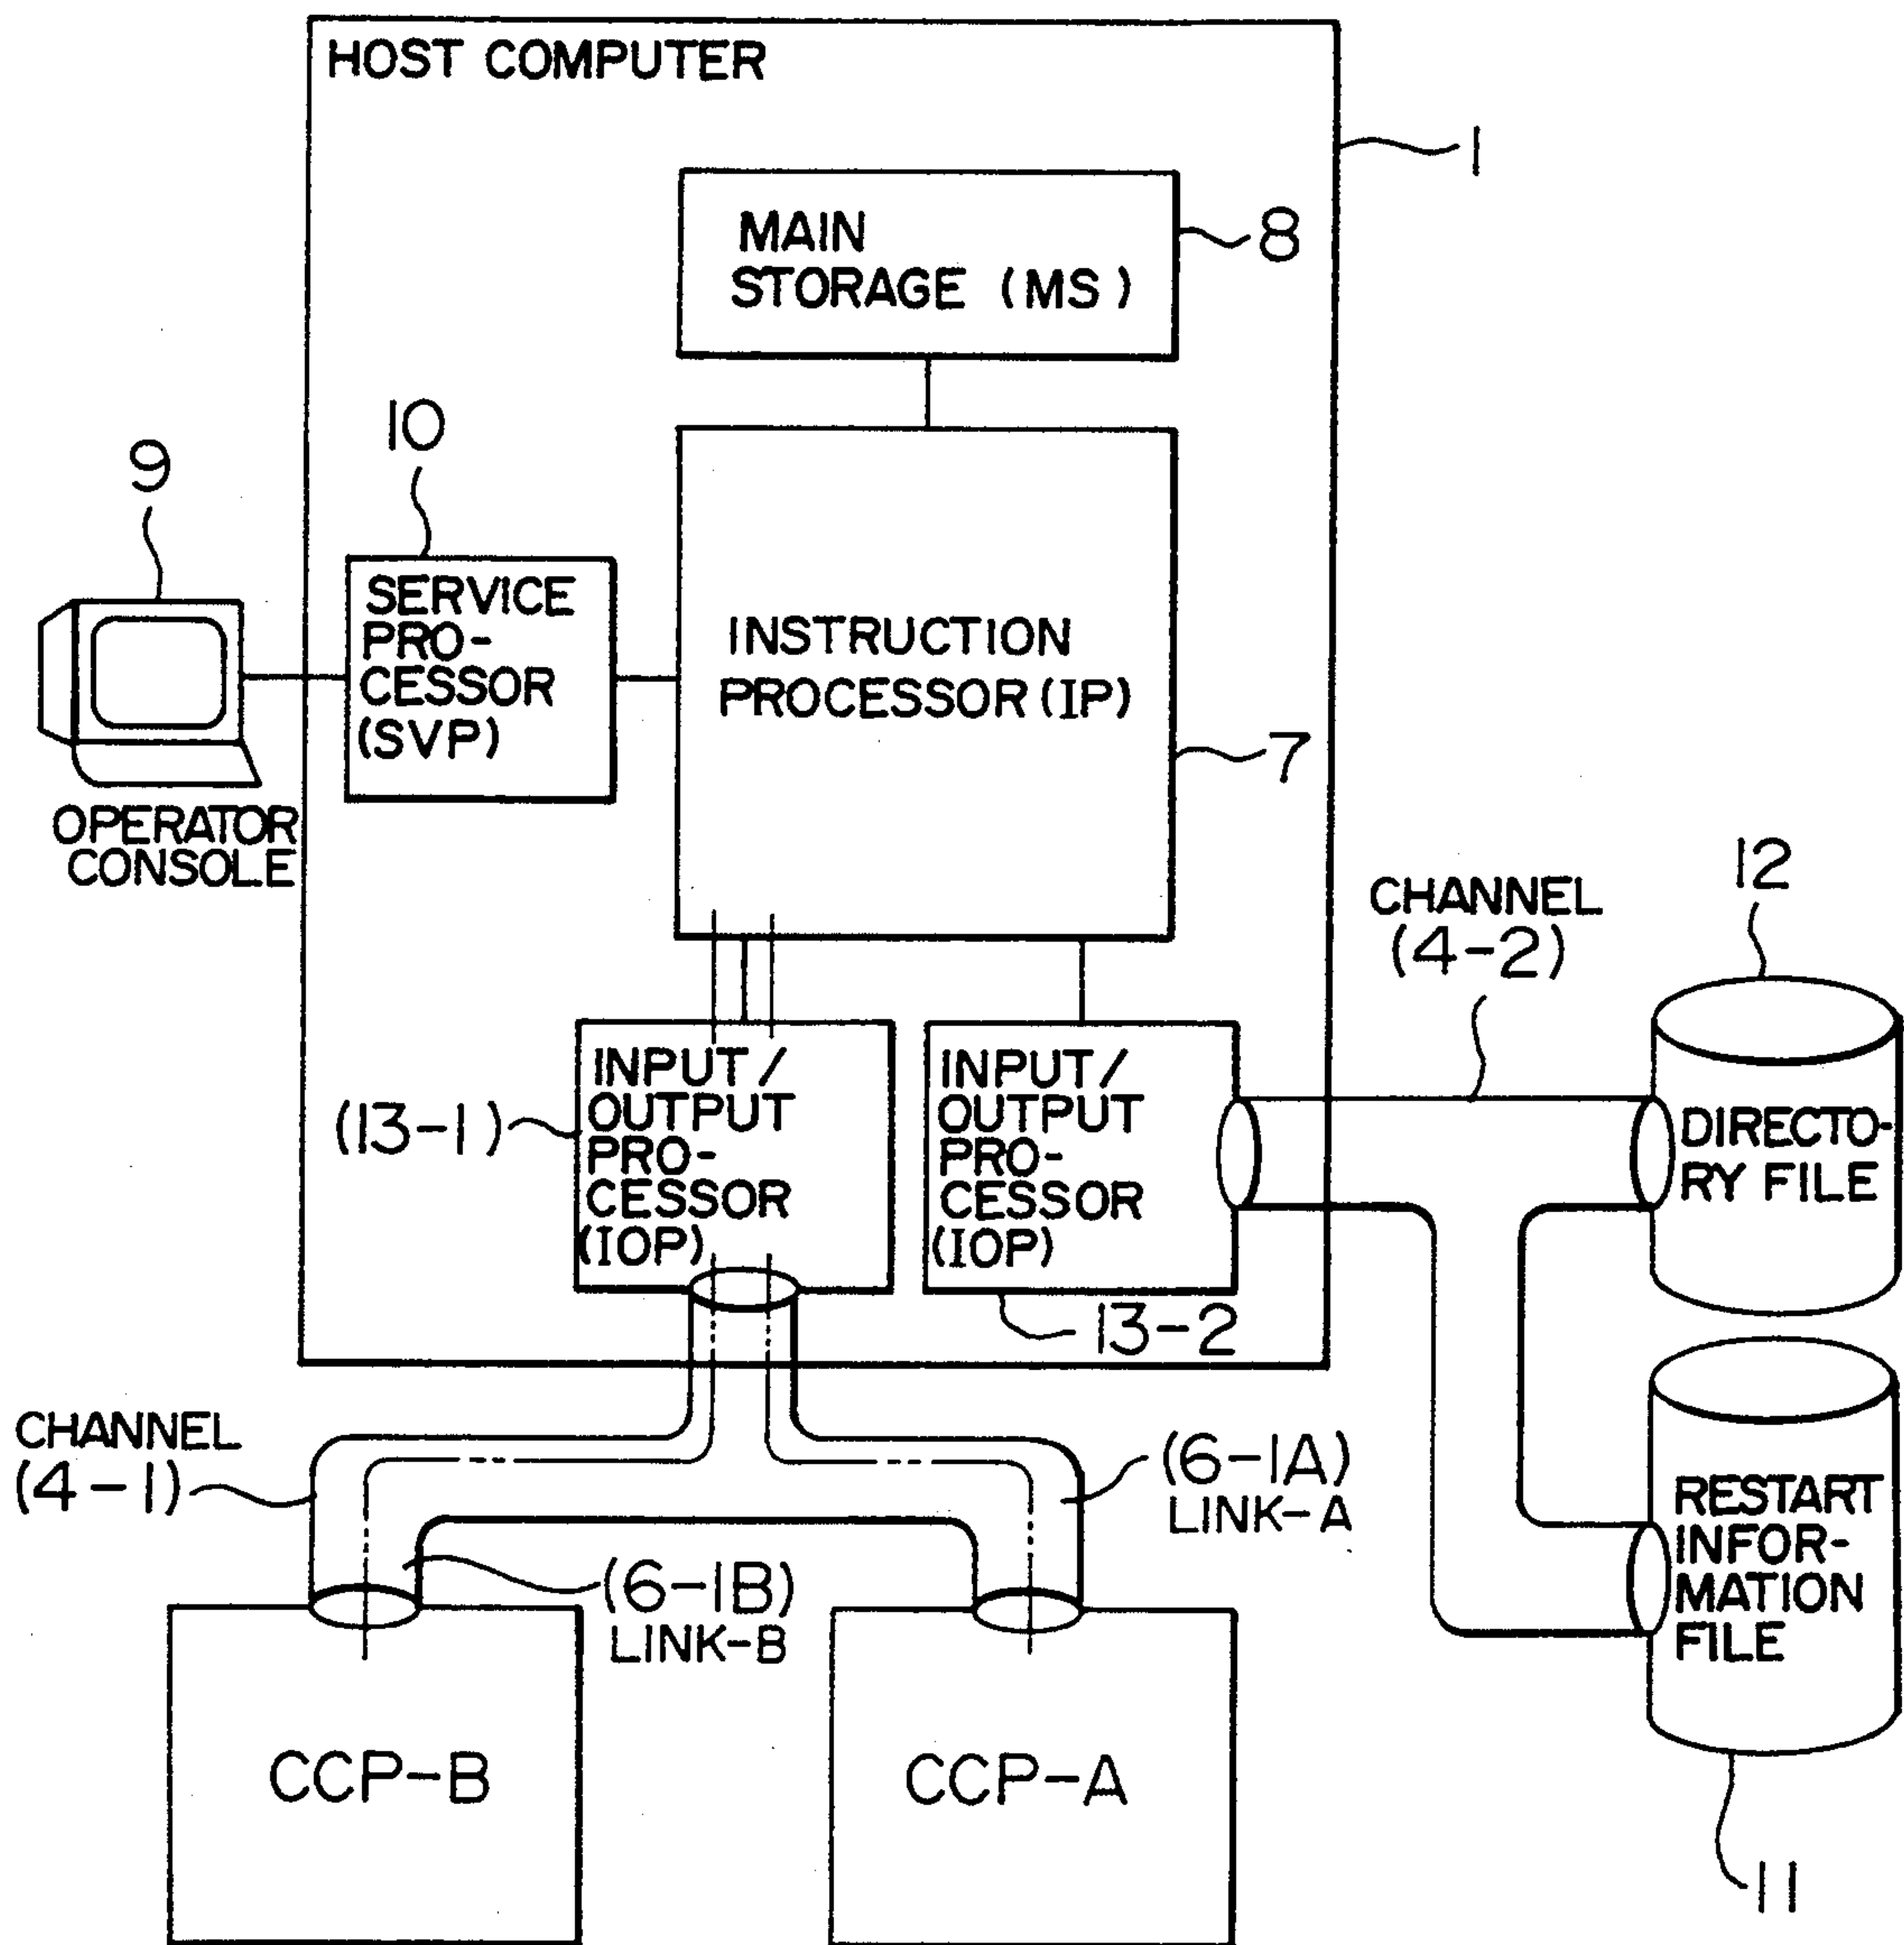 HOST COMPUTER
1
MAIN
STORAGE (MS)
8
10
9
SERVICE
PRO-
CESSOR
(SVP)
INSTRUCTION
PROCESSOR (IP)
7
OPERATOR
CONSOLE
CHANNEL
(4-2)
12
(13-1)
INPUT/
OUTPUT
PRO-
CESSOR
(IOP)
INPUT/
OUTPUT
PRO-
CESSOR
(IOP)
13-2
DIRECTO-
RY FILE
CHANNEL
(4-1)
(6-1A)
LINK-A
(6-1B)
LINK-B
RESTART
INFOR-
MATION
FILE
CCP-B
CCP-A
11